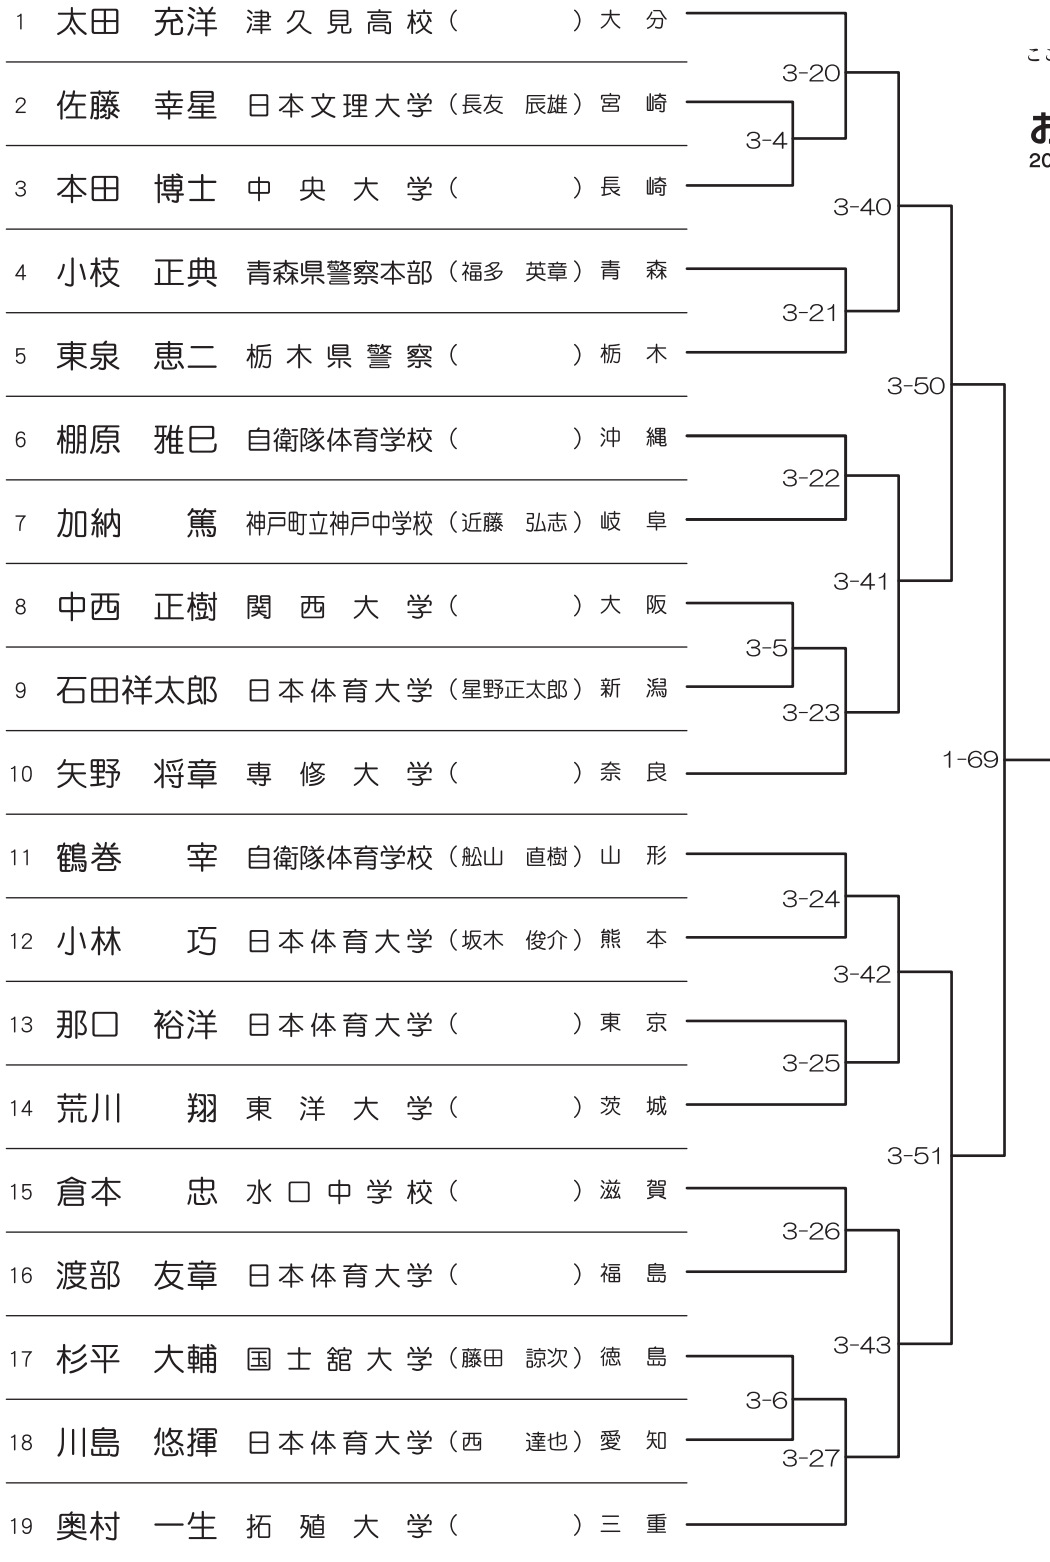 1 太田 充洋 津久見高校 ( ) 大分
2 佐藤 幸星 日本文理大学 (長友 辰雄) 宮崎
3 本田 博士 中央大学 ( ) 長崎
4 小枝 正典 青森県警察本部 (福多 英章) 青森
5 東泉 恵二 栃木県警察 ( ) 栃木
6 棚原 雅巳 自衛隊体育学校 ( ) 沖縄
7 加納 篤 神戸町立神戸中学校 (近藤 弘志) 岐阜
8 中西 正樹 関西大学 ( ) 大阪
9 石田祥太郎 日本体育大学 (星野正太郎) 新潟
10 矢野 将章 専修大学 ( ) 奈良
11 鶴巻 宰 自衛隊体育学校 (舩山 直樹) 山形
12 小林 巧 日本体育大学 (坂木 俊介) 熊本
13 那口 裕洋 日本体育大学 ( ) 東京
14 荒川 翔 東洋大学 ( ) 茨城
15 倉本 忠 水口中学校 ( ) 滋賀
16 渡部 友章 日本体育大学 ( ) 福島
17 杉平 大輔 国士舘大学 (藤田 諒次) 徳島
18 川島 悠揮 日本体育大学 (西 達也) 愛知
19 奥村 一生 拓殖大学 ( ) 三重
3-4
3-5
3-6
3-20
3-21
3-22
3-23
3-24
3-25
3-26
3-27
3-40
3-41
3-42
3-43
3-50
3-51
1-69
20